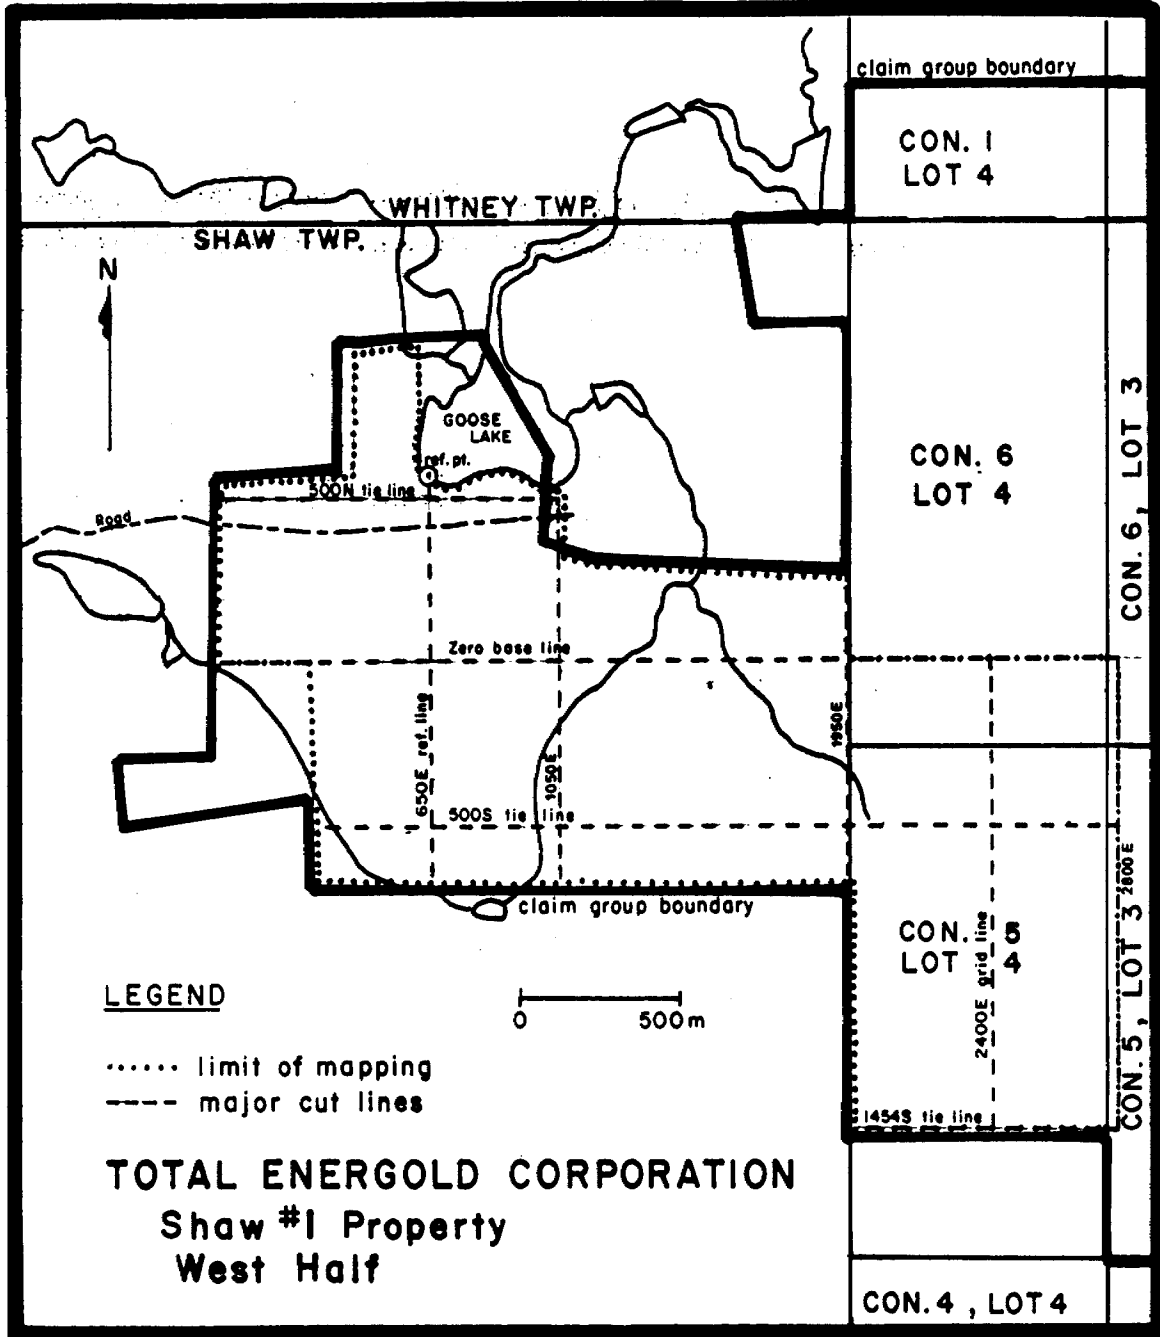 claim group boundary
CON. I
LOT 4
WHITNEY TWP.
SHAW TWP.
N
GOOSE
LAKE
ref. pt.
500N tie line
Road
CON. 6
LOT 4
CON. 6, LOT 3
Zero base line
650E ref. line
1050E
1950E
500S tie line
claim group boundary
2800E
CON. 5
LOT 4
2400E grid line
CON. 5, LOT 3
1454S tie line
LEGEND
0 500m
limit of mapping
major cut lines
TOTAL ENERGOLD CORPORATION
Shaw #1 Property
West Half
CON. 4, LOT 4